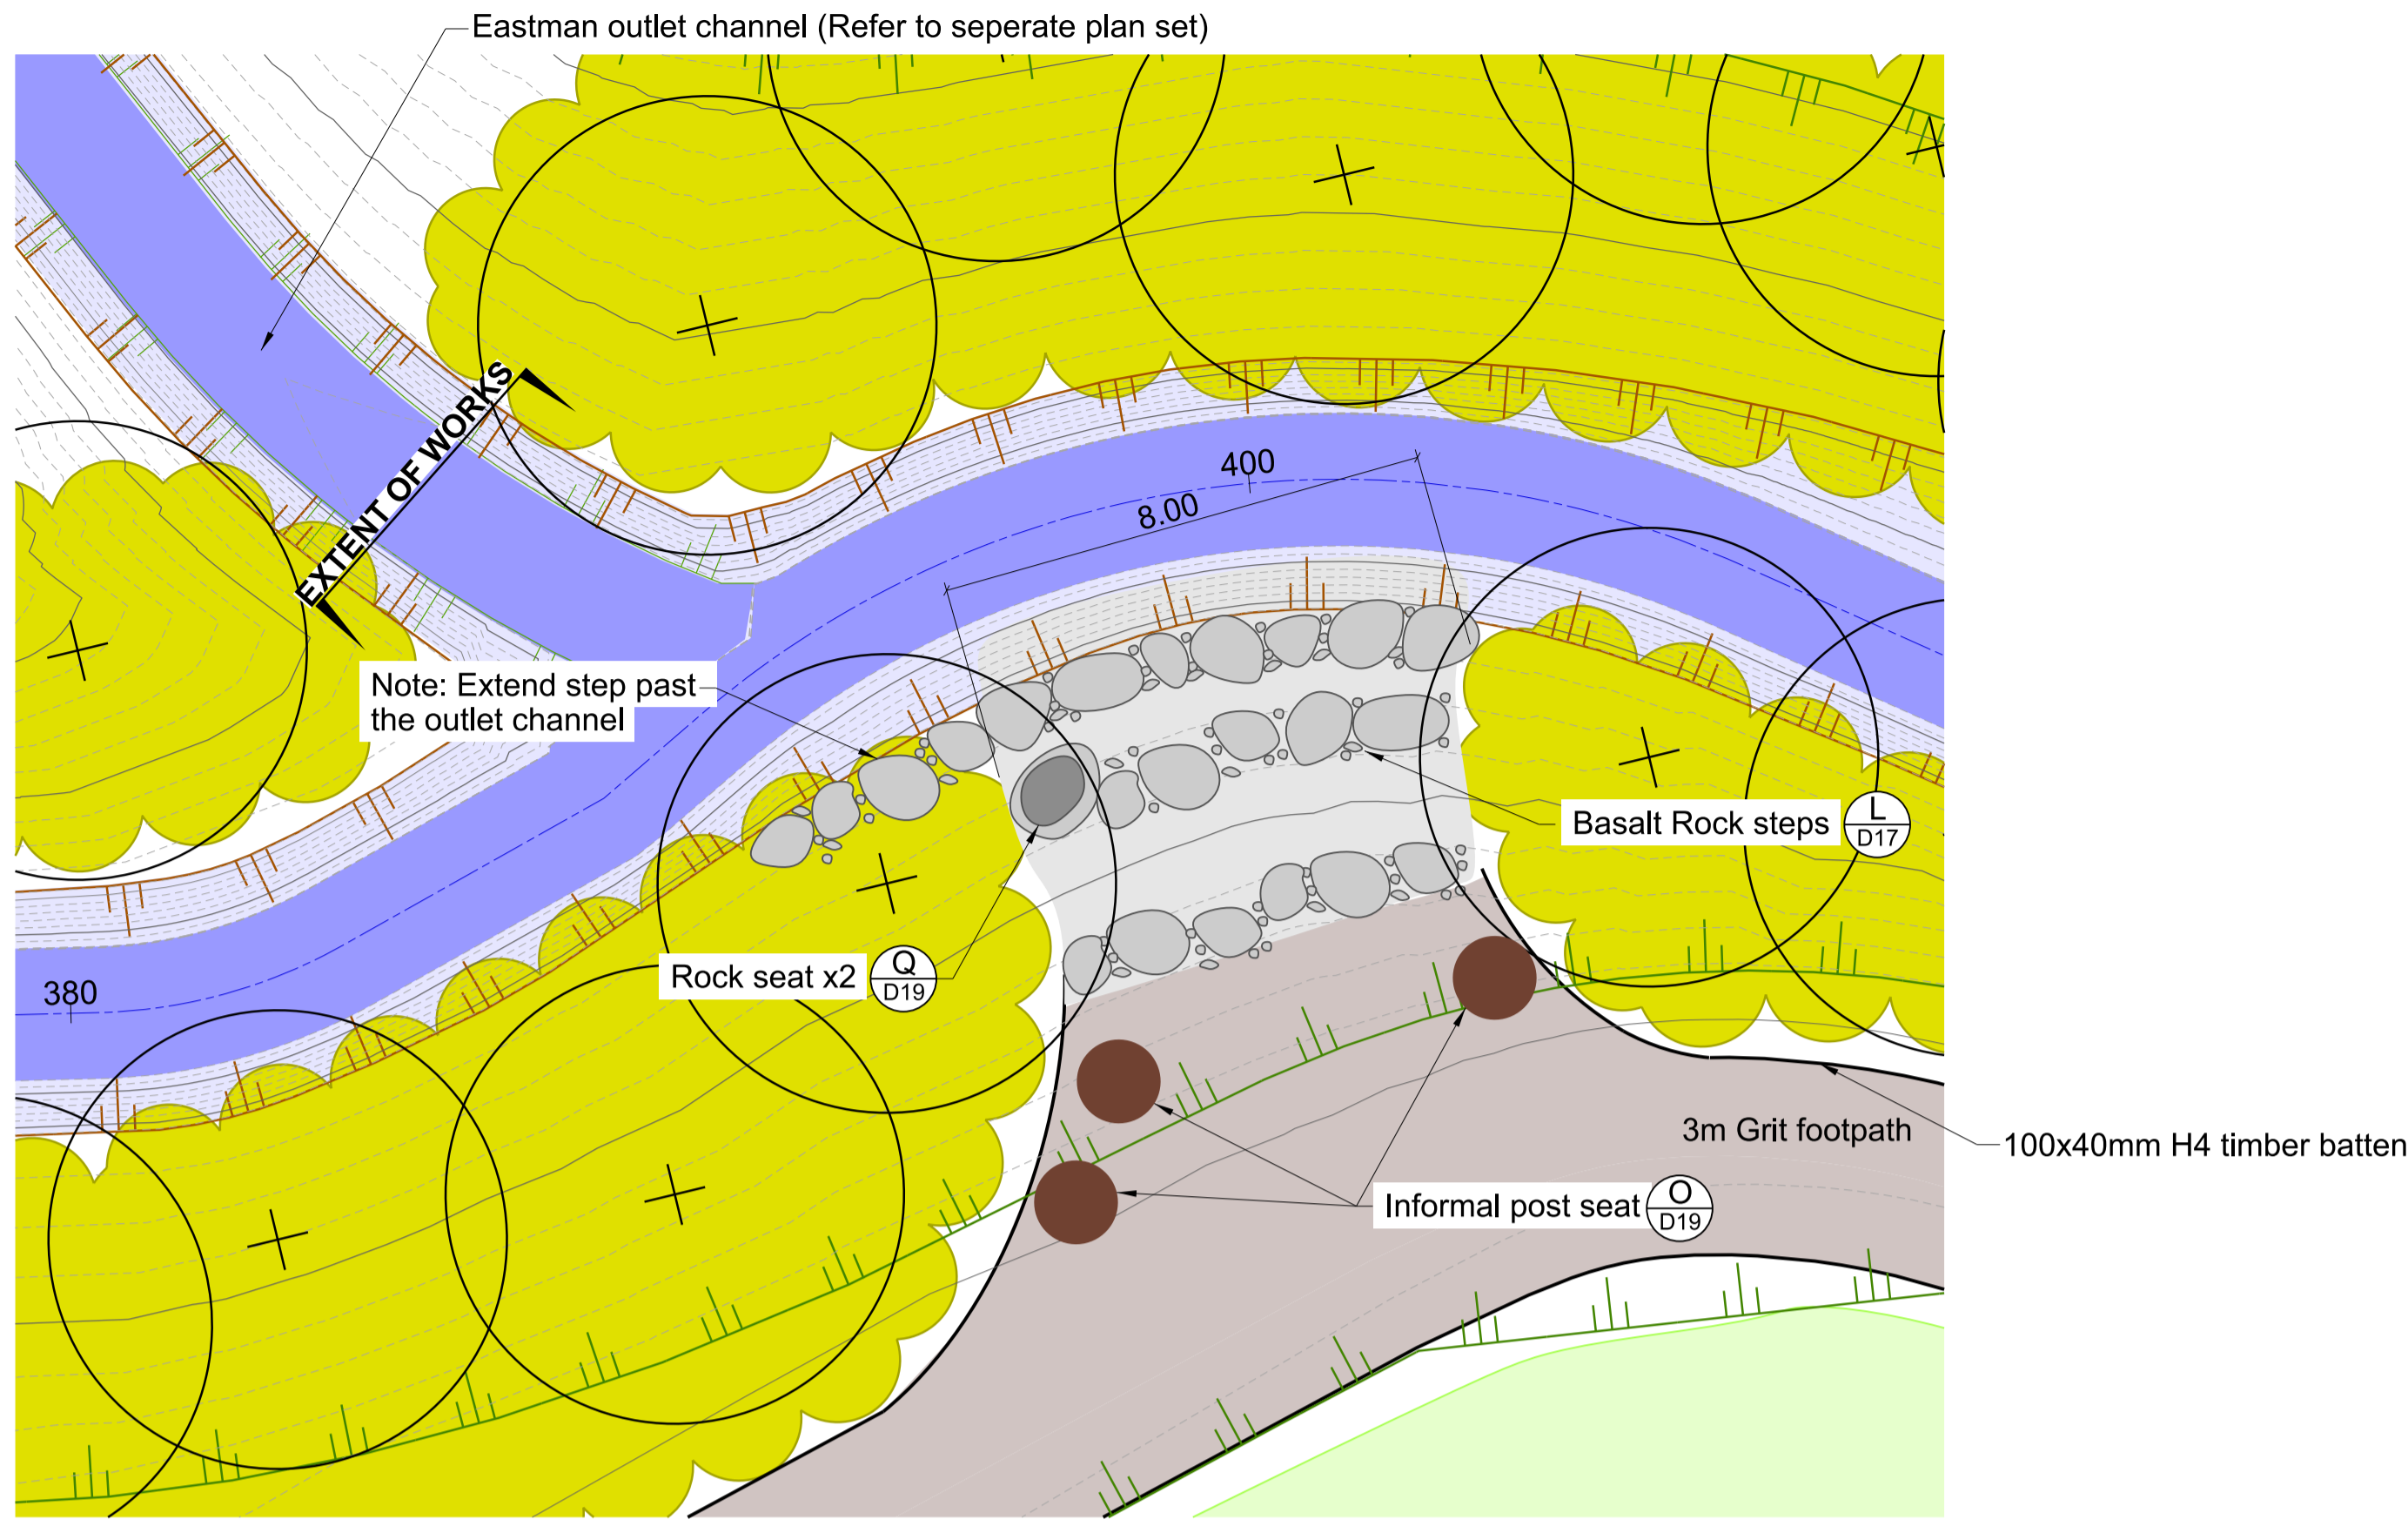 Eastman outlet channel (Refer to seperate plan set)
EXTENT OF WORKS
400
8.00
Note: Extend step past
the outlet channel
Basalt Rock steps
L
D17
Rock seat x2
Q
D19
380
3m Grit footpath
100x40mm H4 timber batten
Informal post seat
O
D19